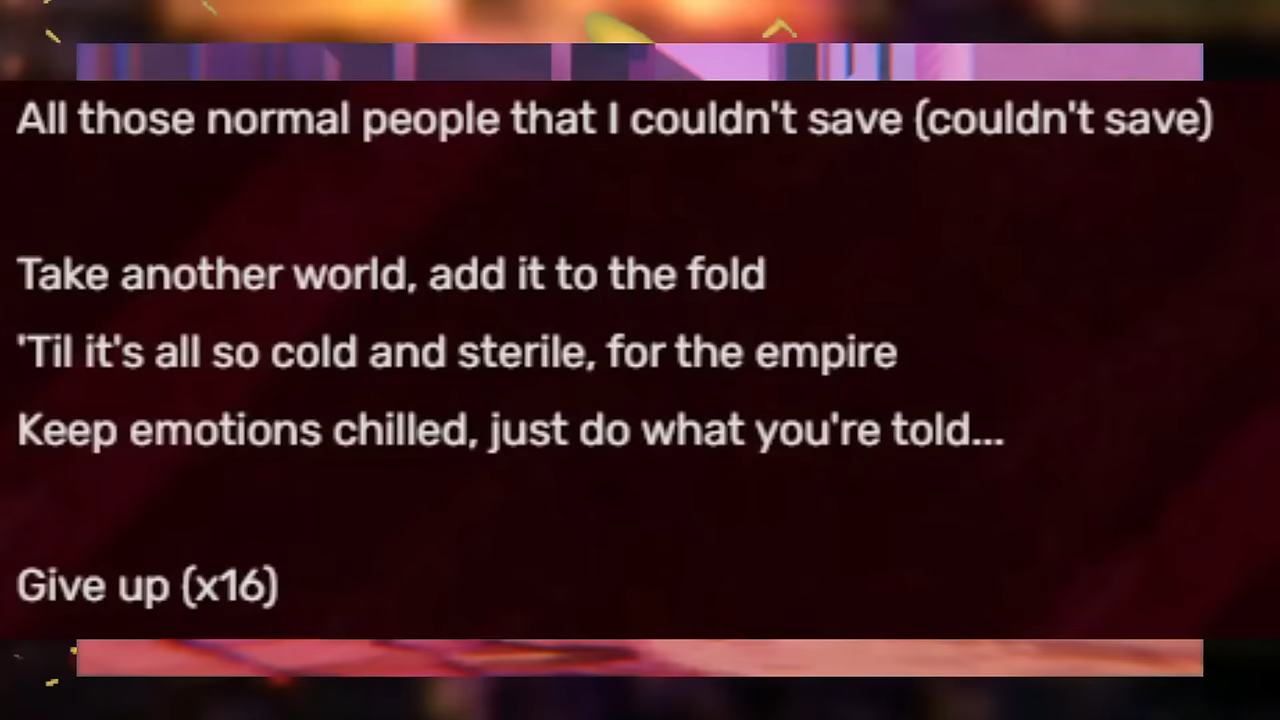 All those normal people that I couldn't save (couldn't save)
Take another world, add it to the fold
'Til it's all so cold and sterile, for the empire
Keep emotions chilled, just do what you're told...
Give up (x16)